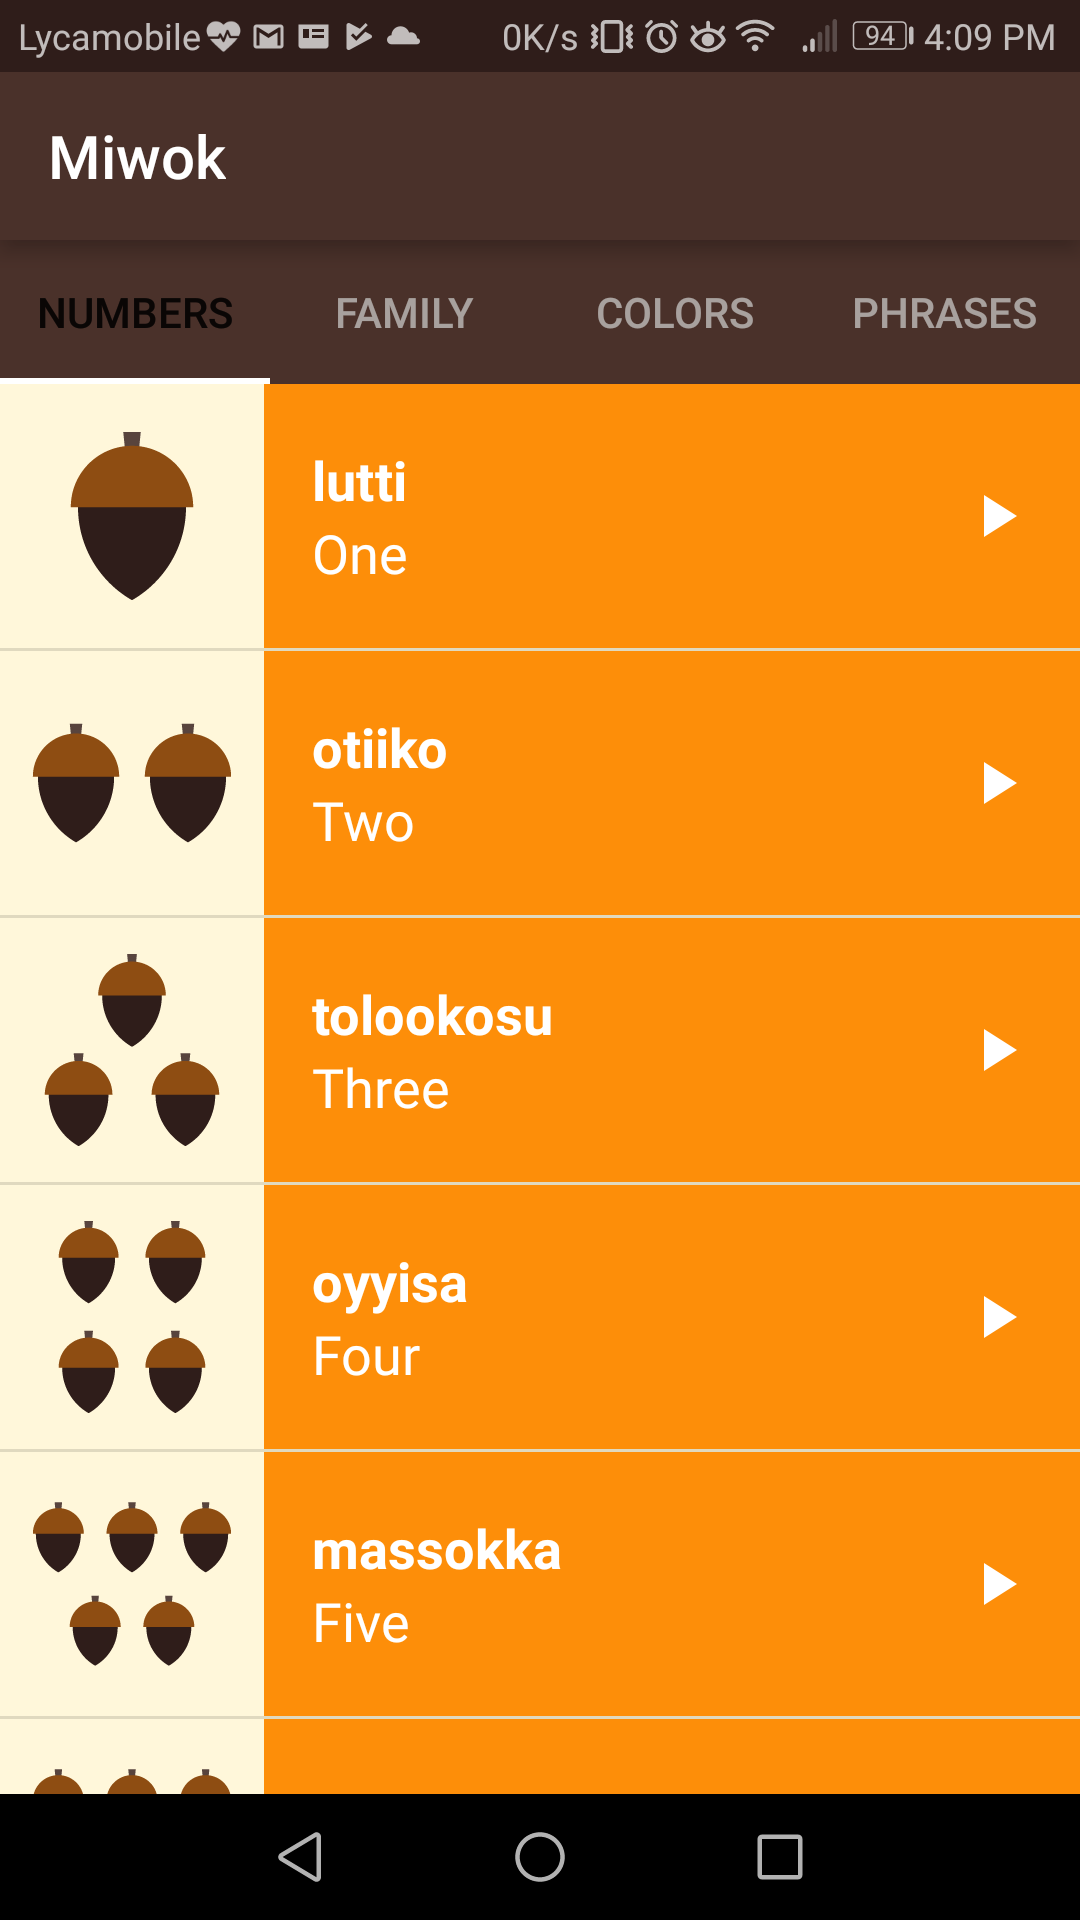 Lycamobile 0K/s 94 4:09 PM
Miwok
NUMBERS FAMILY COLORS PHRASES
lutti
One
otiiko
Two
tolookosu
Three
oyyisa
Four
massokka
Five